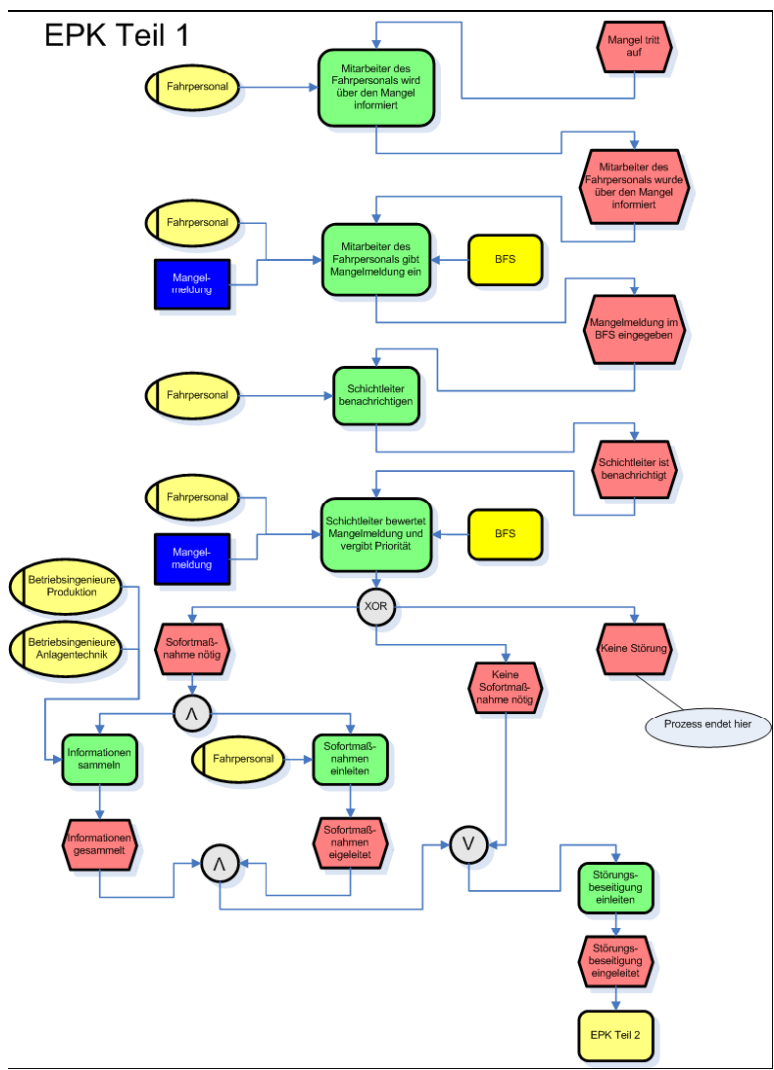 EPK Teil 1
Mangel tritt
auf
Fahrpersonal
Mitarbeiter des
Fahrpersonals wird
über den Mangel
informiert
Mitarbeiter des
Fahrpersonals wurde
über den Mangel
informiert
Fahrpersonal
Mangel-
meldung
Mitarbeiter des
Fahrpersonals gibt
Mangelmeldung ein
BFS
Mangelmeldung im
BFS eingegeben
Fahrpersonal
Schichtleiter
benachrichtigen
Schichtleiter ist
benachrichtigt
Fahrpersonal
Mangel-
meldung
Schichtleiter bewertet
Mangelmeldung und
vergibt Priorität
BFS
Betriebsingenieure
Produktion
Betriebsingenieure
Anlagentechnik
XOR
Sofortmaß-
nahme nötig
Keine
Sofortmaß-
nahme nötig
Keine Störung
Prozess endet hier
Λ
Informationen
sammeln
Fahrpersonal
Sofortmaß-
nahmen
einleiten
Informationen
gesammelt
Sofortmaß-
nahmen
eigeleitet
Λ
V
Störungs-
beseitigung
einleiten
Störungs-
beseitigung
eingeleitet
EPK Teil 2